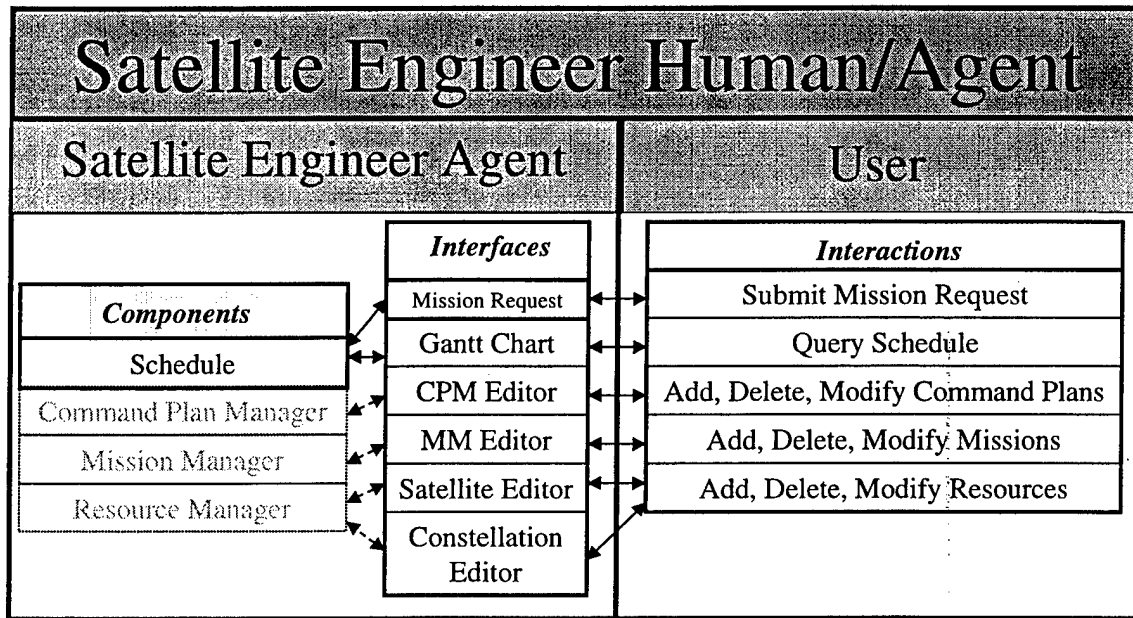 Satellite Engineer Human/Agent
Satellite Engineer Agent
User
Components
Schedule
Command Plan Manager
Mission Manager
Resource Manager
Interfaces
Mission Request
Gantt Chart
CPM Editor
MM Editor
Satellite Editor
Constellation
Editor
Interactions
Submit Mission Request
Query Schedule
Add, Delete, Modify Command Plans
Add, Delete, Modify Missions
Add, Delete, Modify Resources